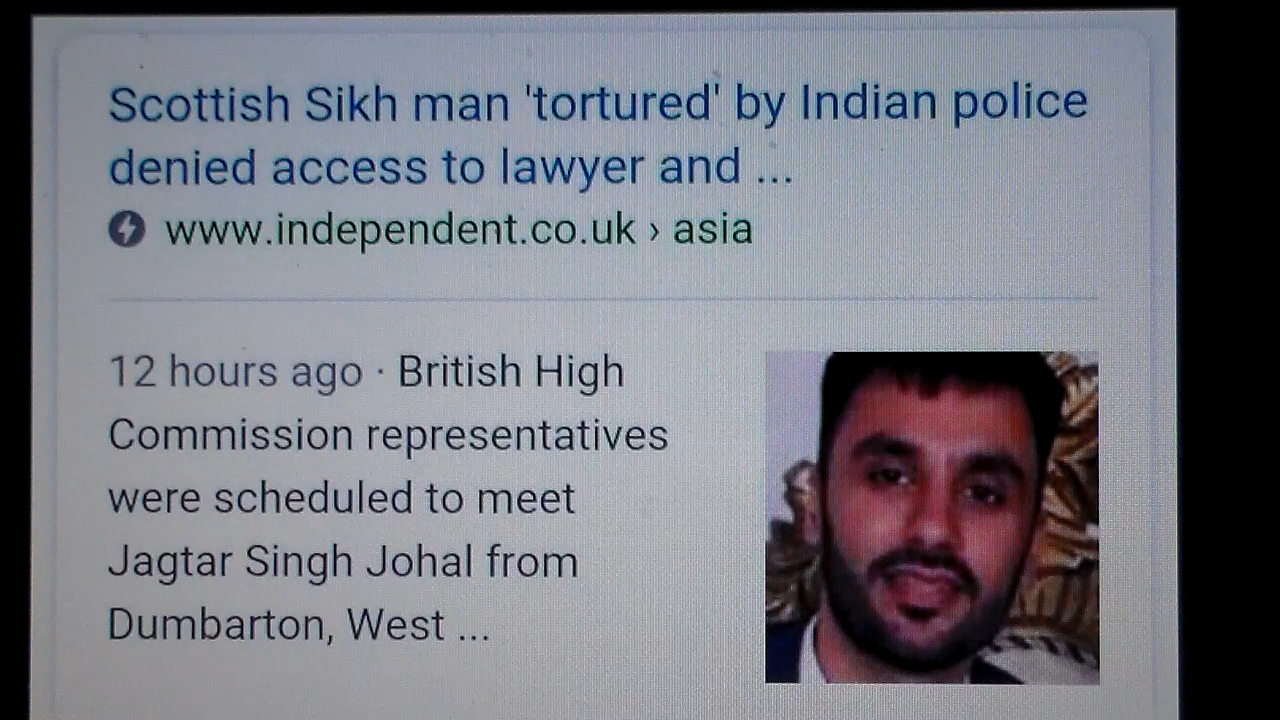 Scottish Sikh man 'tortured' by Indian police
denied access to lawyer and ...
www.independent.co.uk › asia
12 hours ago · British High
Commission representatives
were scheduled to meet
Jagtar Singh Johal from
Dumbarton, West ...